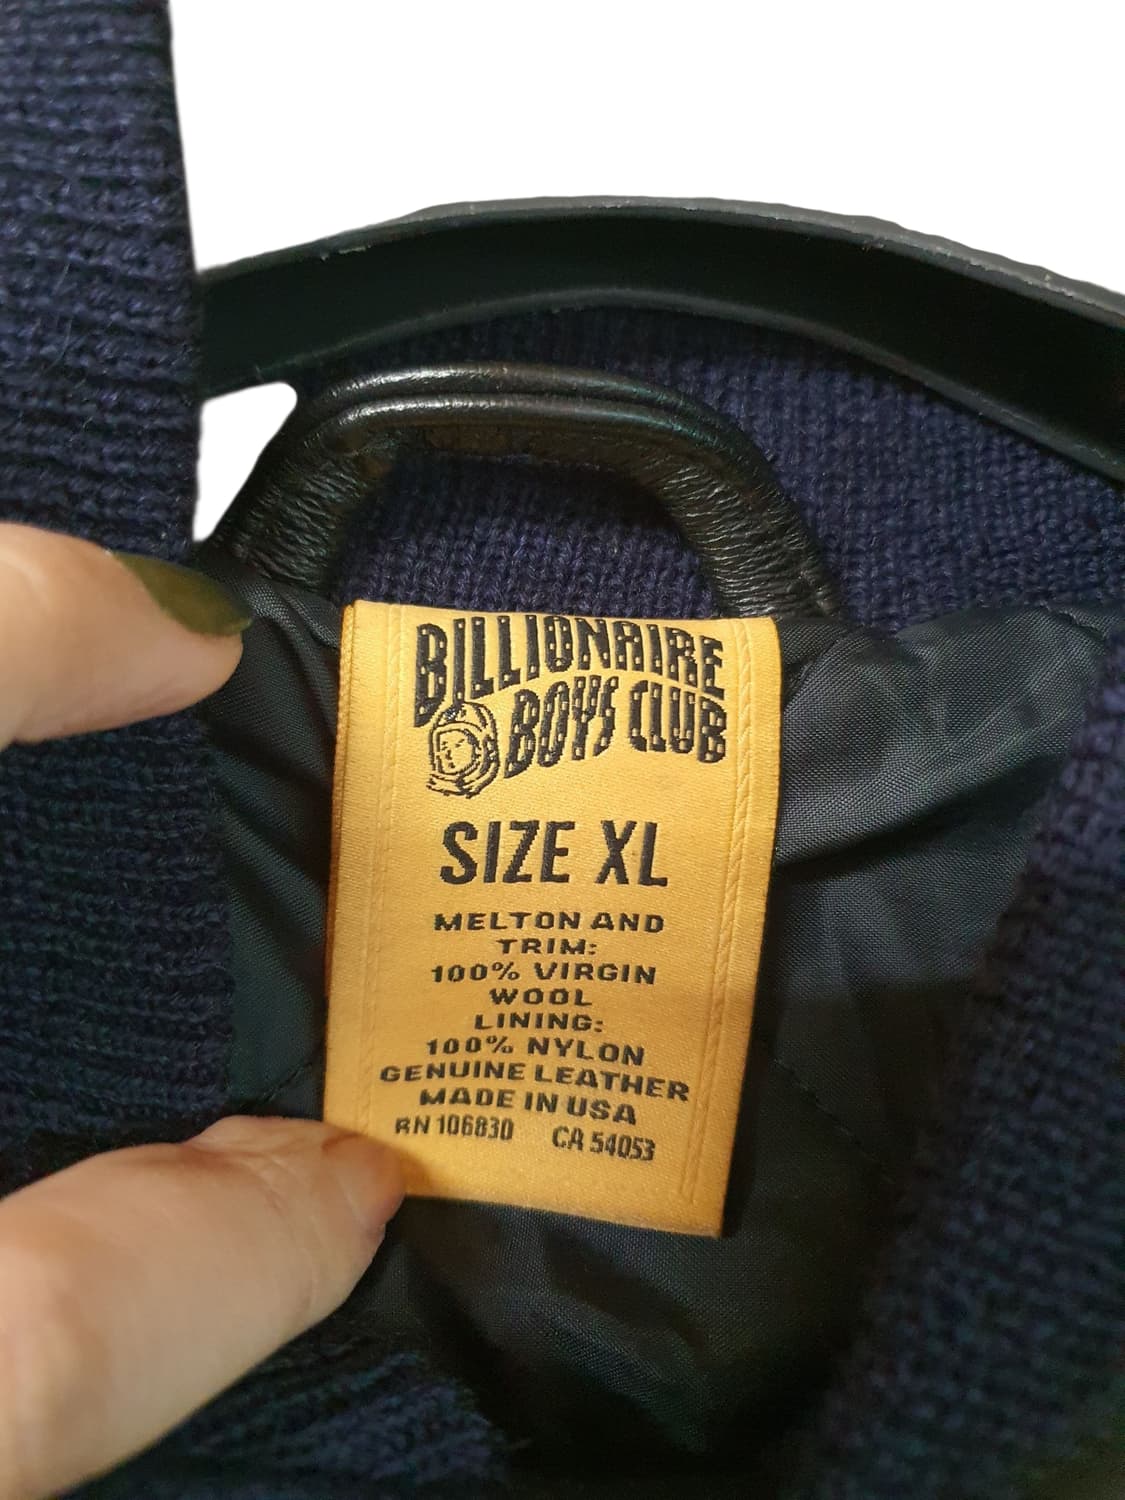 BILLIONAIRE
BOYS CLUB
SIZE XL
MELTON AND
TRIM:
100% VIRGIN
WOOL
LINING:
100% NYLON
GENUINE LEATHER
MADE IN USA
RN 106830 CA 54053